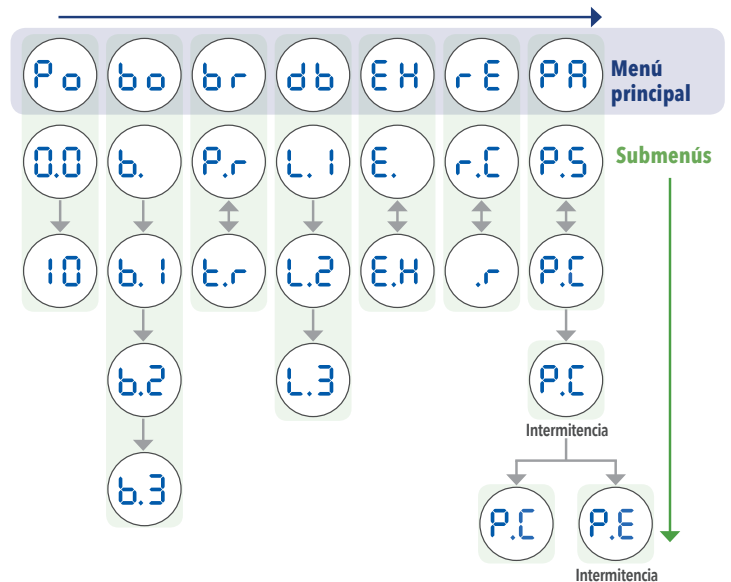 Po bo br db EH rE PA
Menú
principal
0.0 b. P.r L.1 E. r.C P.S
Submenús
10 b.1 t.r L.2 E.H .r P.C
b.2 L.3 P.C
Intermitencia
b.3
P.C P.E
Intermitencia